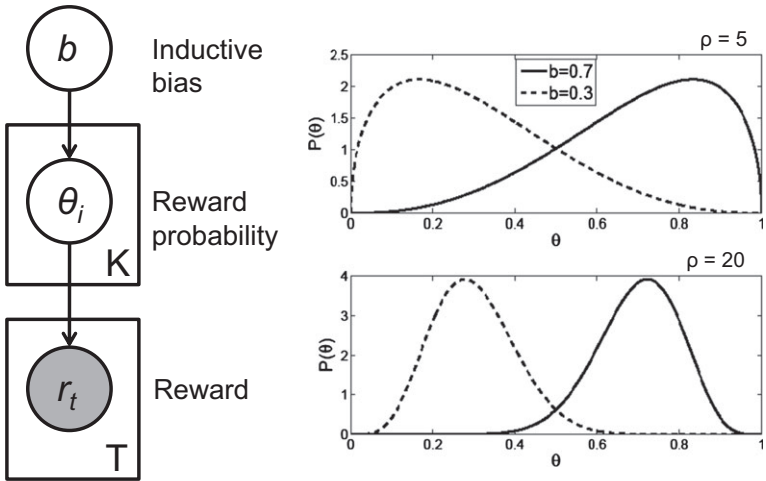 b
Inductive
bias
θi
Reward
probability
K
rt
Reward
T
ρ = 5
2.5
2
1.5
1
0.5
0
P(θ)
b=0.7
b=0.3
0 0.2 0.4 0.6 0.8 1
θ
ρ = 20
4
3
2
1
0
P(θ)
0 0.2 0.4 0.6 0.8 1
θ